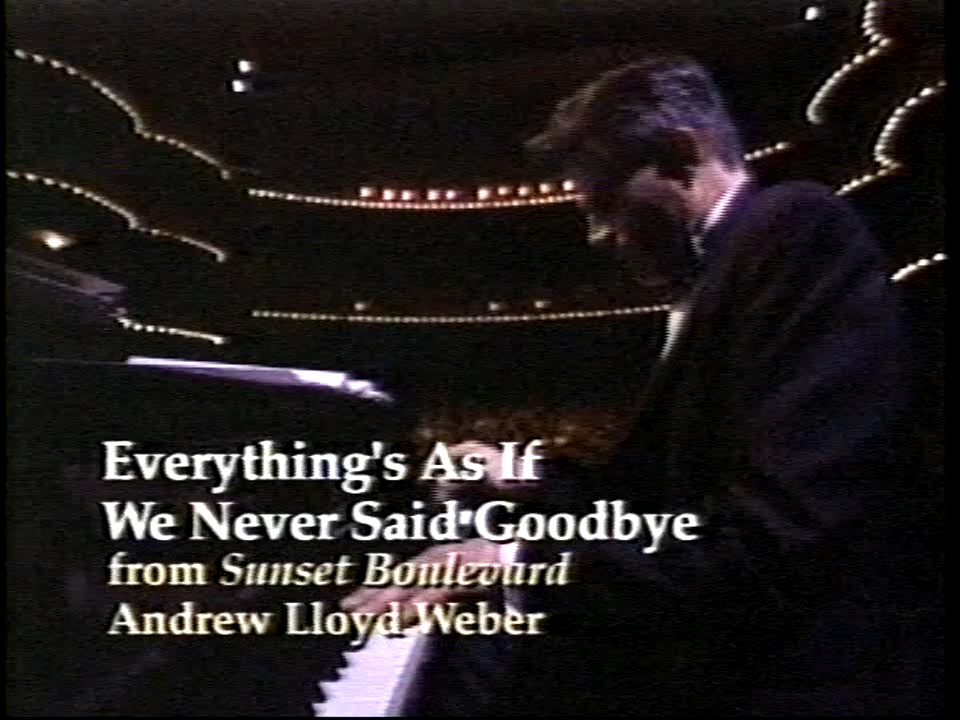 Everything's As If
We Never Said Goodbye
from Sunset Boulevard
Andrew Lloyd Weber